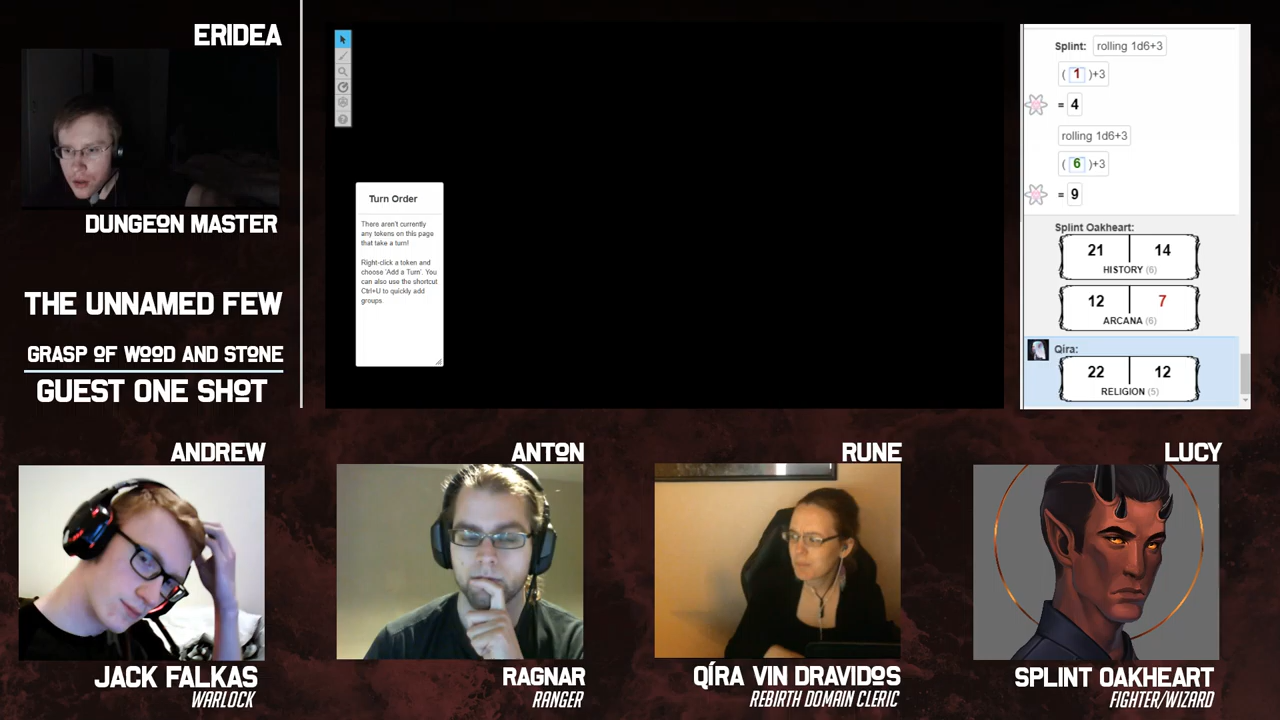 ERIDEA
DUNGEON MASTER
THE UNNAMED FEW
GRASP OF WOOD AND STONE
GUEST ONE SHOT
Turn Order
There aren't currently
any tokens on this page
that take a turn!
Right-click a token and
choose 'Add a Turn'. You
can also use the shortcut
Ctrl+U to quickly add
groups.
Splint: rolling 1d6+3
( 1 )+3
= 4
rolling 1d6+3
( 6 )+3
= 9
Splint Oakheart:
21 14
HISTORY (6)
12 7
ARCANA (6)
Qira:
22 12
RELIGION (5)
ANDREW
JACK FALKAS
WARLOCK
ANTON
RAGNAR
RANGER
RUNE
QÍRA VIN DRAVIDOS
REBIRTH DOMAIN CLERIC
LUCY
SPLINT OAKHEART
FIGHTER/WIZARD